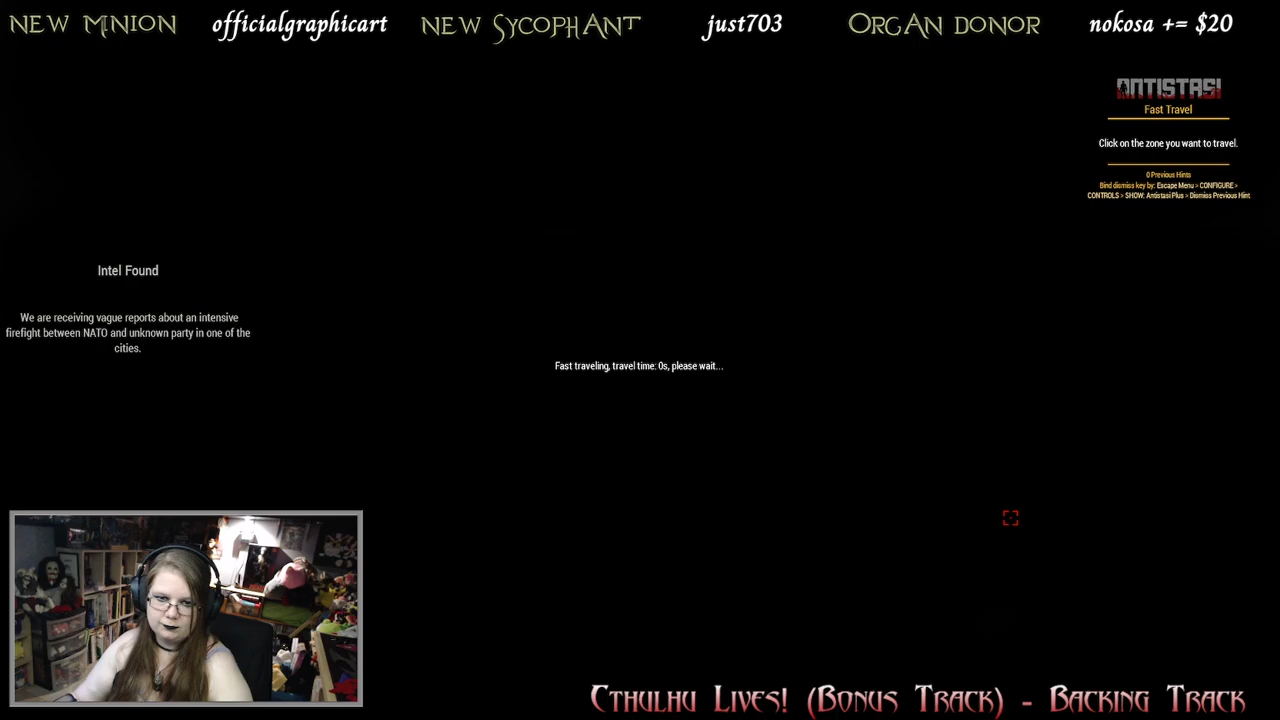 NEW MINION officialgraphicart NEW SYCOPHANT just703 ORGAN DONOR nokosa += $20
ANTISTASI
Fast Travel
Click on the zone you want to travel.
0 Previous Hints
Bind dismiss key by: Escape Menu > CONFIGURE >
CONTROLS > SHOW: Antistasi Plus > Dismiss Previous Hint
Intel Found
We are receiving vague reports about an intensive
firefight between NATO and unknown party in one of the
cities.
Fast traveling, travel time: 0s, please wait...
Cthulhu Lives! (Bonus Track) - Backing Track